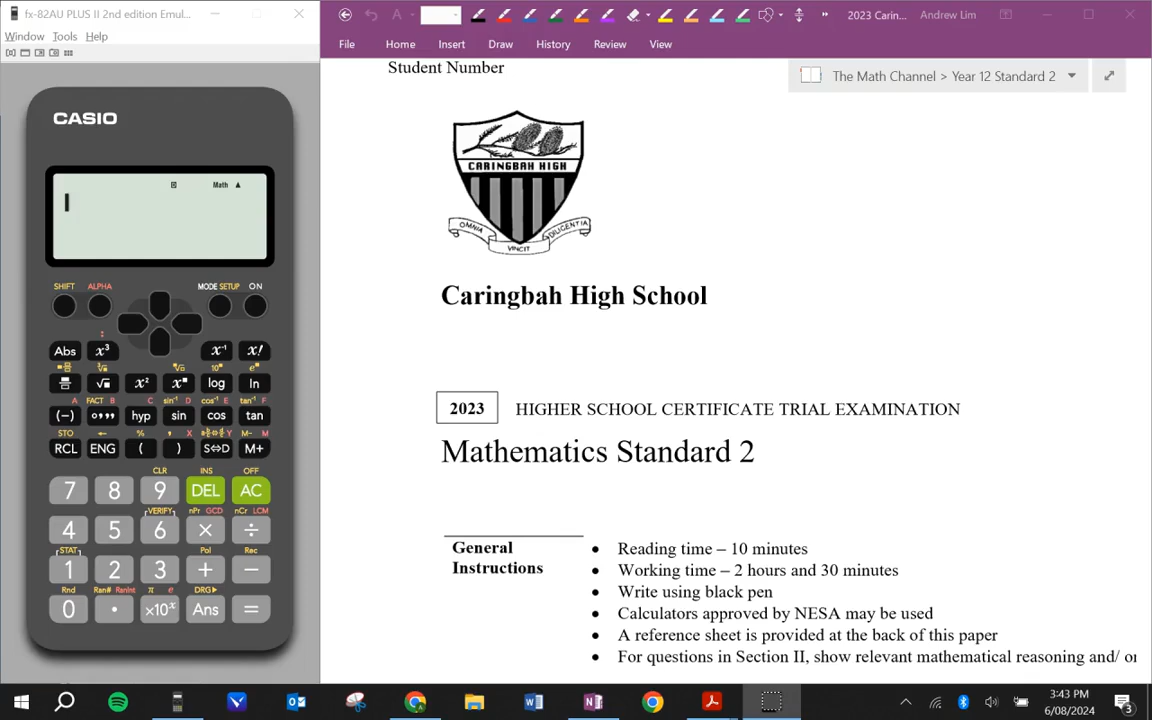 fx-82AU PLUS II 2nd edition Emul
Window Tools Help
CASIO
Math
SHIFT ALPHA MODE SETUP ON
Abs x³ x⁻¹ x!
√ x² log ln
(−) hyp sin cos tan
RCL ENG ( ) S⇔D M+
7 8 9 DEL AC
4 5 6 × ÷
1 2 3 + −
0 . ×10ˣ Ans =
2023 Carin... Andrew Lim
File Home Insert Draw History Review View
The Math Channel > Year 12 Standard 2
Student Number
CARINGBAH HIGH
OMNIA VINCIT DILIGENTIA
Caringbah High School
2023 HIGHER SCHOOL CERTIFICATE TRIAL EXAMINATION
Mathematics Standard 2
General Instructions
• Reading time – 10 minutes
• Working time – 2 hours and 30 minutes
• Write using black pen
• Calculators approved by NESA may be used
• A reference sheet is provided at the back of this paper
• For questions in Section II, show relevant mathematical reasoning and/ or
3:43 PM
6/08/2024
3